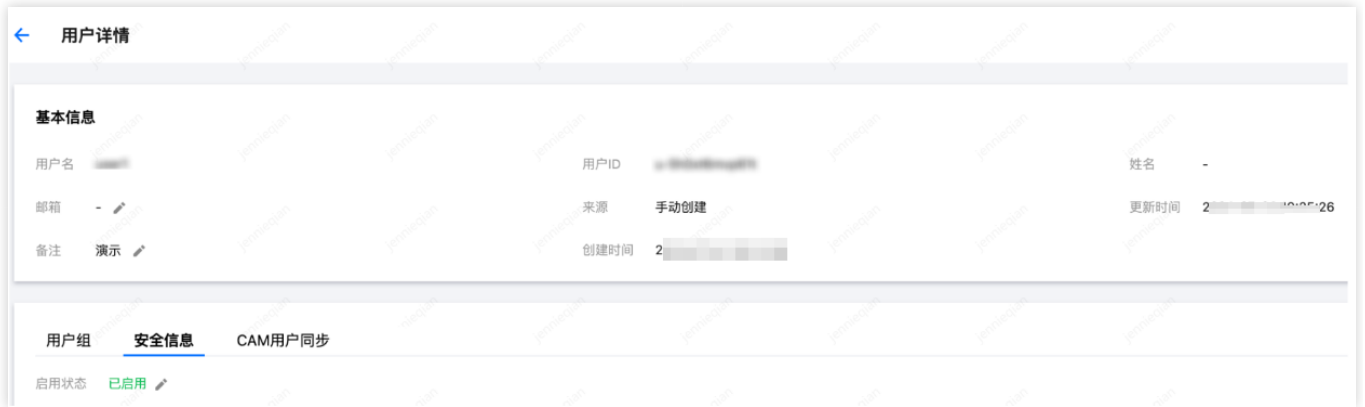 用户详情
基本信息
用户名 用户ID 姓名 -
邮箱 - 来源 手动创建 更新时间
备注 演示 创建时间
用户组 安全信息 CAM用户同步
启用状态 已启用